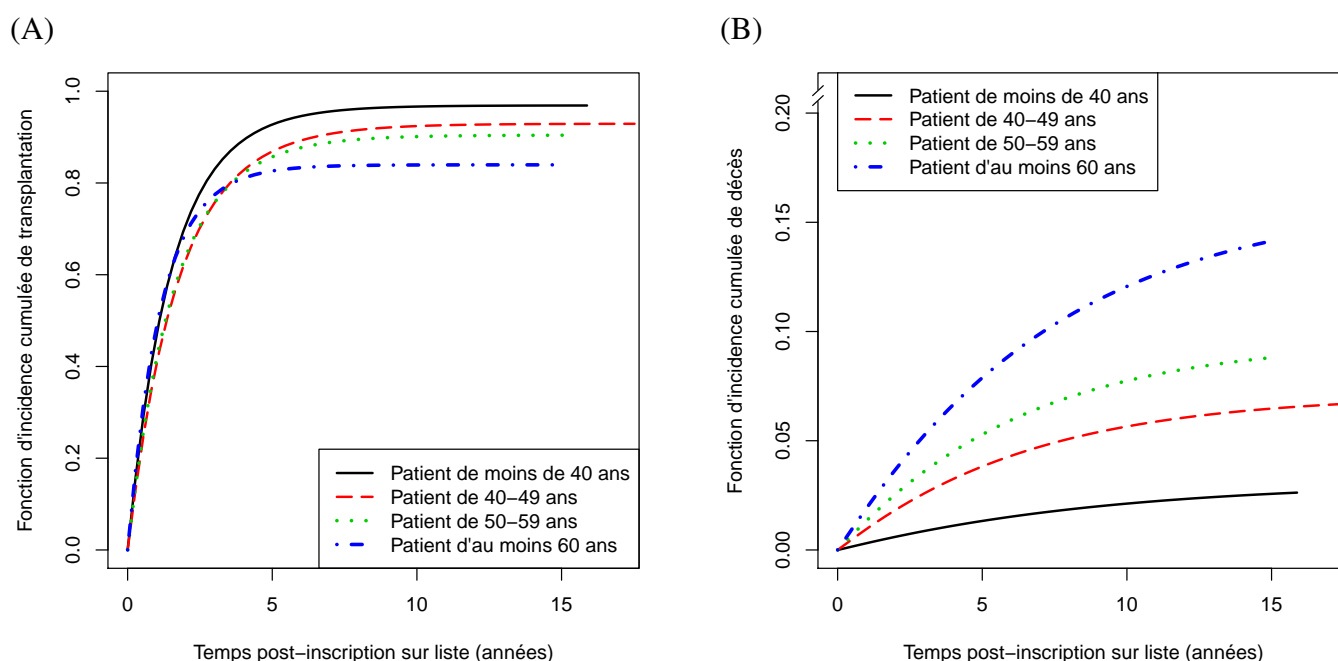 (A)
Fonction d'incidence cumulée de transplantation
1.0
0.8
0.6
0.4
0.2
0.0
Patient de moins de 40 ans
Patient de 40−49 ans
Patient de 50−59 ans
Patient d'au moins 60 ans
0 5 10 15
Temps post−inscription sur liste (années)
(B)
Fonction d'incidence cumulée de décès
0.20
0.15
0.10
0.05
0.00
Patient de moins de 40 ans
Patient de 40−49 ans
Patient de 50−59 ans
Patient d'au moins 60 ans
0 5 10 15
Temps post−inscription sur liste (années)